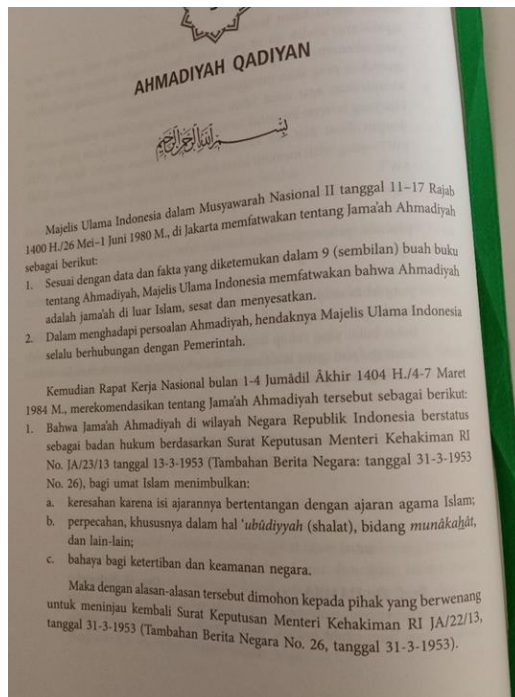 AHMADIYAH QADIYAN
بسم الله الرحمن الرحيم
Majelis Ulama Indonesia dalam Musyawarah Nasional II tanggal 11–17 Rajab
1400 H./26 Mei–1 Juni 1980 M., di Jakarta memfatwakan tentang Jama'ah Ahmadiyah
sebagai berikut:
1. Sesuai dengan data dan fakta yang diketemukan dalam 9 (sembilan) buah buku
tentang Ahmadiyah, Majelis Ulama Indonesia memfatwakan bahwa Ahmadiyah
adalah jama'ah di luar Islam, sesat dan menyesatkan.
2. Dalam menghadapi persoalan Ahmadiyah, hendaknya Majelis Ulama Indonesia
selalu berhubungan dengan Pemerintah.
Kemudian Rapat Kerja Nasional bulan 1-4 Jumâdil Âkhir 1404 H./4-7 Maret
1984 M., merekomendasikan tentang Jama'ah Ahmadiyah tersebut sebagai berikut:
1. Bahwa Jama'ah Ahmadiyah di wilayah Negara Republik Indonesia berstatus
sebagai badan hukum berdasarkan Surat Keputusan Menteri Kehakiman RI
No. JA/23/13 tanggal 13-3-1953 (Tambahan Berita Negara: tanggal 31-3-1953
No. 26), bagi umat Islam menimbulkan:
a. keresahan karena isi ajarannya bertentangan dengan ajaran agama Islam;
b. perpecahan, khususnya dalam hal 'ubûdiyyah (shalat), bidang munâkaẖât,
dan lain-lain;
c. bahaya bagi ketertiban dan keamanan negara.
Maka dengan alasan-alasan tersebut dimohon kepada pihak yang berwenang
untuk meninjau kembali Surat Keputusan Menteri Kehakiman RI JA/22/13,
tanggal 31-3-1953 (Tambahan Berita Negara No. 26, tanggal 31-3-1953).